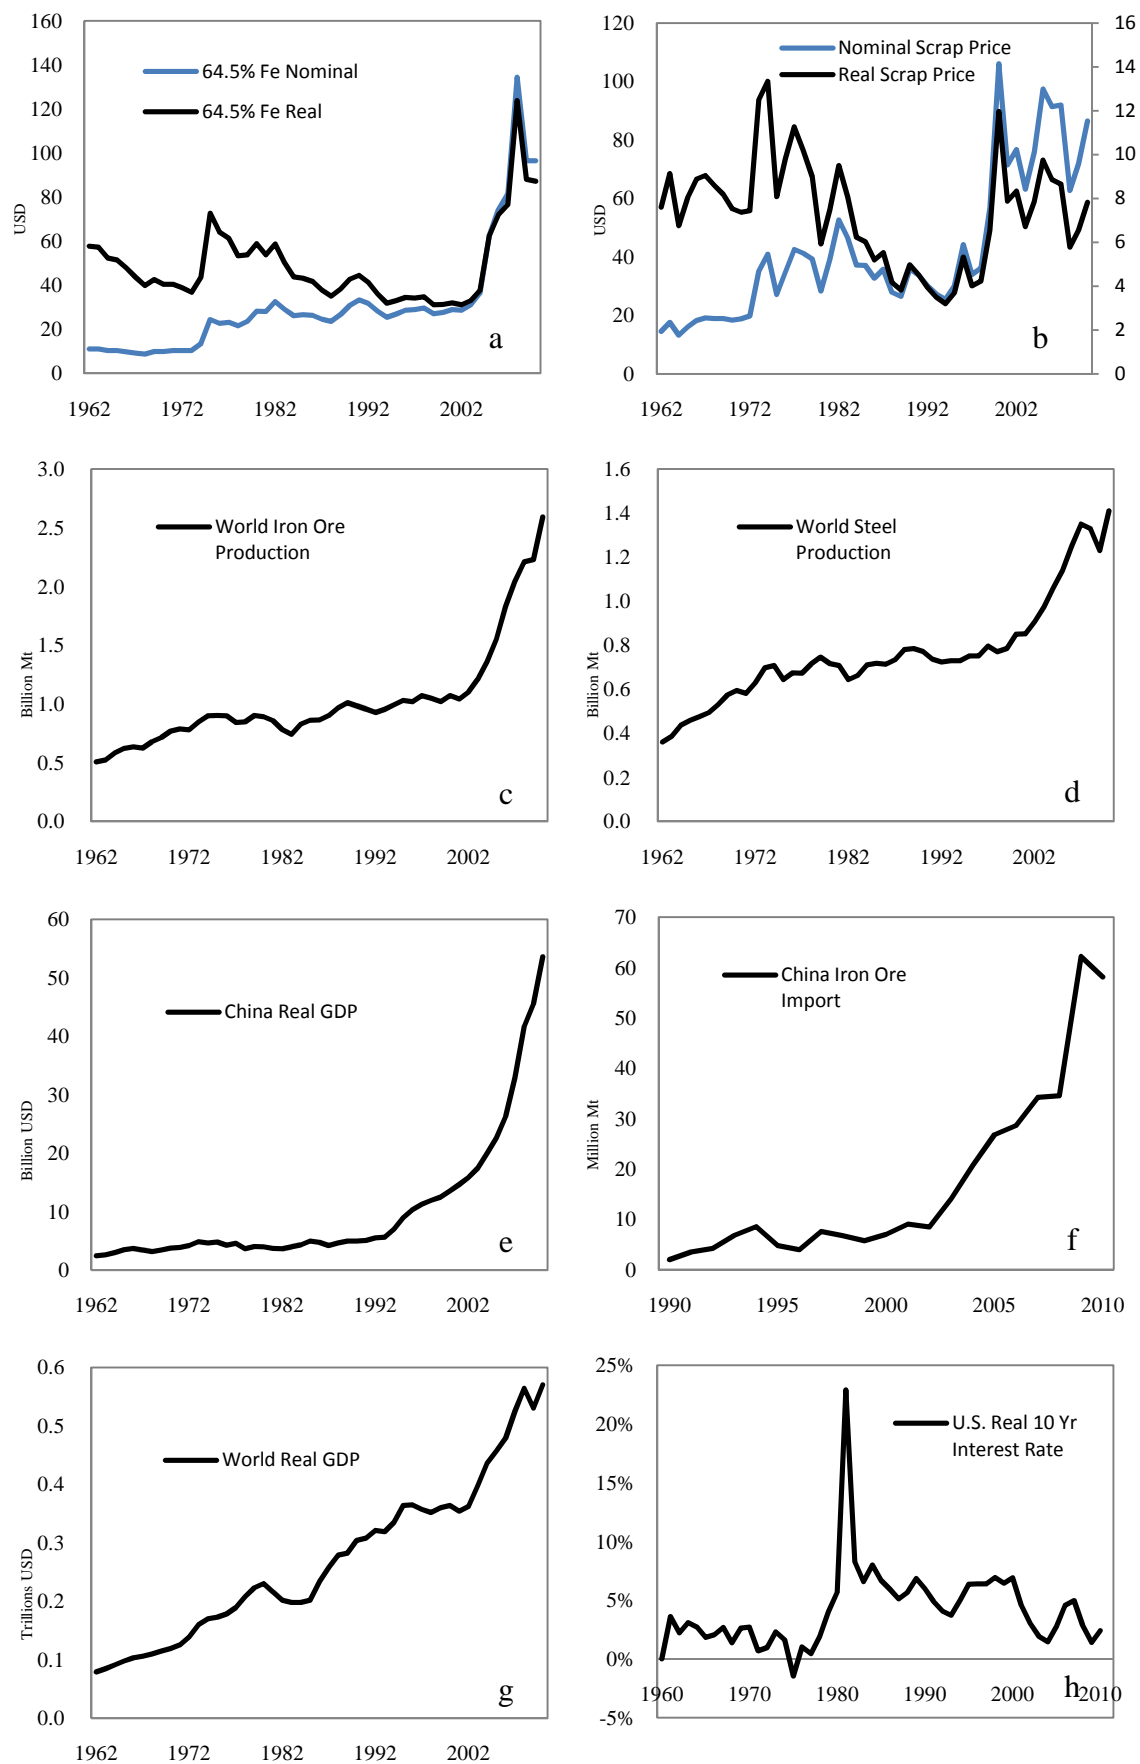 160
140
120
100
80
60
40
20
0
USD
64.5% Fe Nominal
64.5% Fe Real
a
1962 1972 1982 1992 2002
120
100
80
60
40
20
0
USD
Nominal Scrap Price
Real Scrap Price
16
14
12
10
8
6
4
2
0
b
1962 1972 1982 1992 2002
3.0
2.5
2.0
1.5
1.0
0.5
0.0
Billion Mt
World Iron Ore
Production
c
1962 1972 1982 1992 2002
1.6
1.4
1.2
1.0
0.8
0.6
0.4
0.2
0.0
Billion Mt
World Steel
Production
d
1962 1972 1982 1992 2002
60
50
40
30
20
10
0
Billion USD
China Real GDP
e
1962 1972 1982 1992 2002
70
60
50
40
30
20
10
0
Million Mt
China Iron Ore
Import
f
1990 1995 2000 2005 2010
0.6
0.5
0.4
0.3
0.2
0.1
0.0
Trillions USD
World Real GDP
g
1962 1972 1982 1992 2002
25%
20%
15%
10%
5%
0%
-5%
U.S. Real 10 Yr
Interest Rate
h
1960 1970 1980 1990 2000 2010